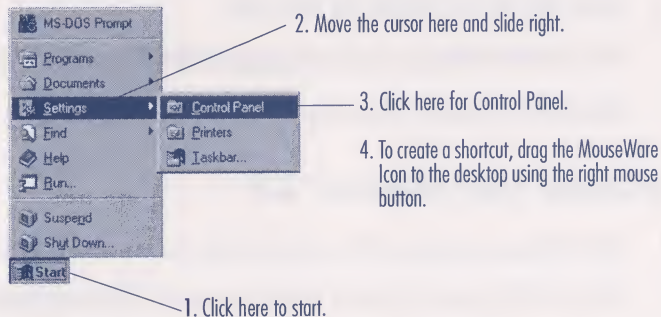 MS-DOS Prompt
Programs
Documents
Settings
Find
Help
Run...
Suspend
Shut Down...
Start
Control Panel
Printers
Taskbar...
2. Move the cursor here and slide right.
3. Click here for Control Panel.
4. To create a shortcut, drag the MouseWare
Icon to the desktop using the right mouse
button.
1. Click here to start.